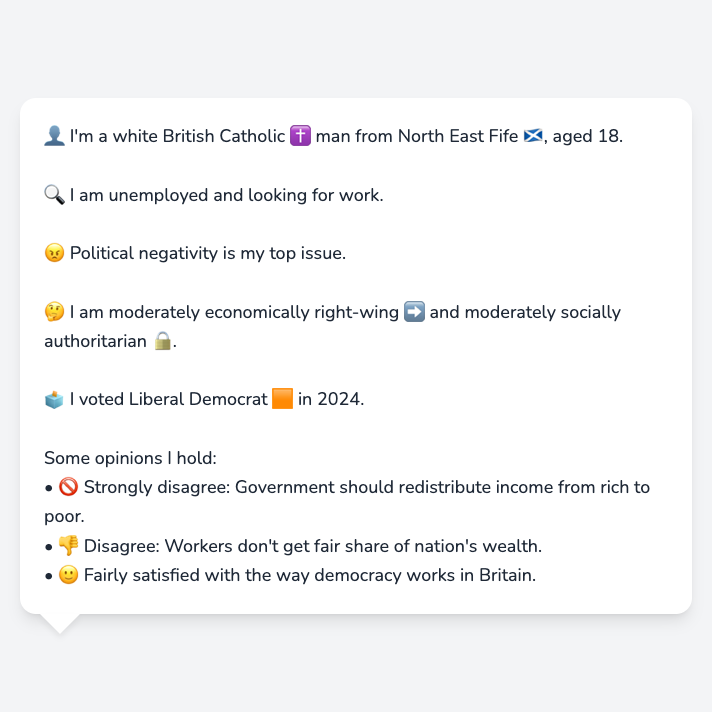 👤 I'm a white British Catholic ✝️ man from North East Fife 🏴󠁧󠁢󠁳󠁣󠁴󠁿, aged 18.
🔍 I am unemployed and looking for work.
😠 Political negativity is my top issue.
🤔 I am moderately economically right-wing ➡️ and moderately socially
authoritarian 🔒.
🗳️ I voted Liberal Democrat 🟧 in 2024.
Some opinions I hold:
• 🚫 Strongly disagree: Government should redistribute income from rich to
poor.
• 👎 Disagree: Workers don't get fair share of nation's wealth.
• 🙂 Fairly satisfied with the way democracy works in Britain.